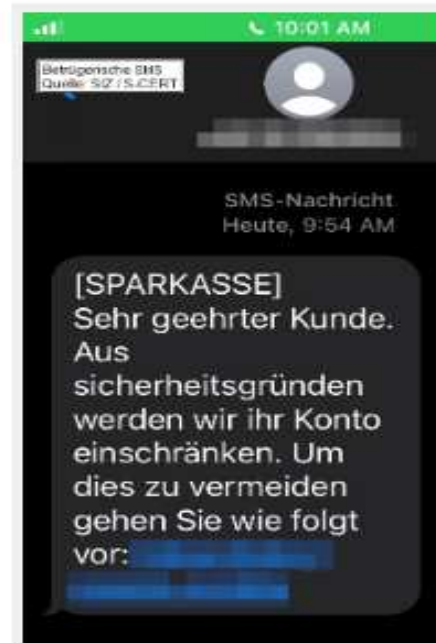 10:01 AM
Betrügerische SMS
Quelle: SIZ / S-CERT
SMS-Nachricht
Heute, 9:54 AM
[SPARKASSE]
Sehr geehrter Kunde.
Aus
sicherheitsgründen
werden wir ihr Konto
einschränken. Um
dies zu vermeiden
gehen Sie wie folgt
vor: